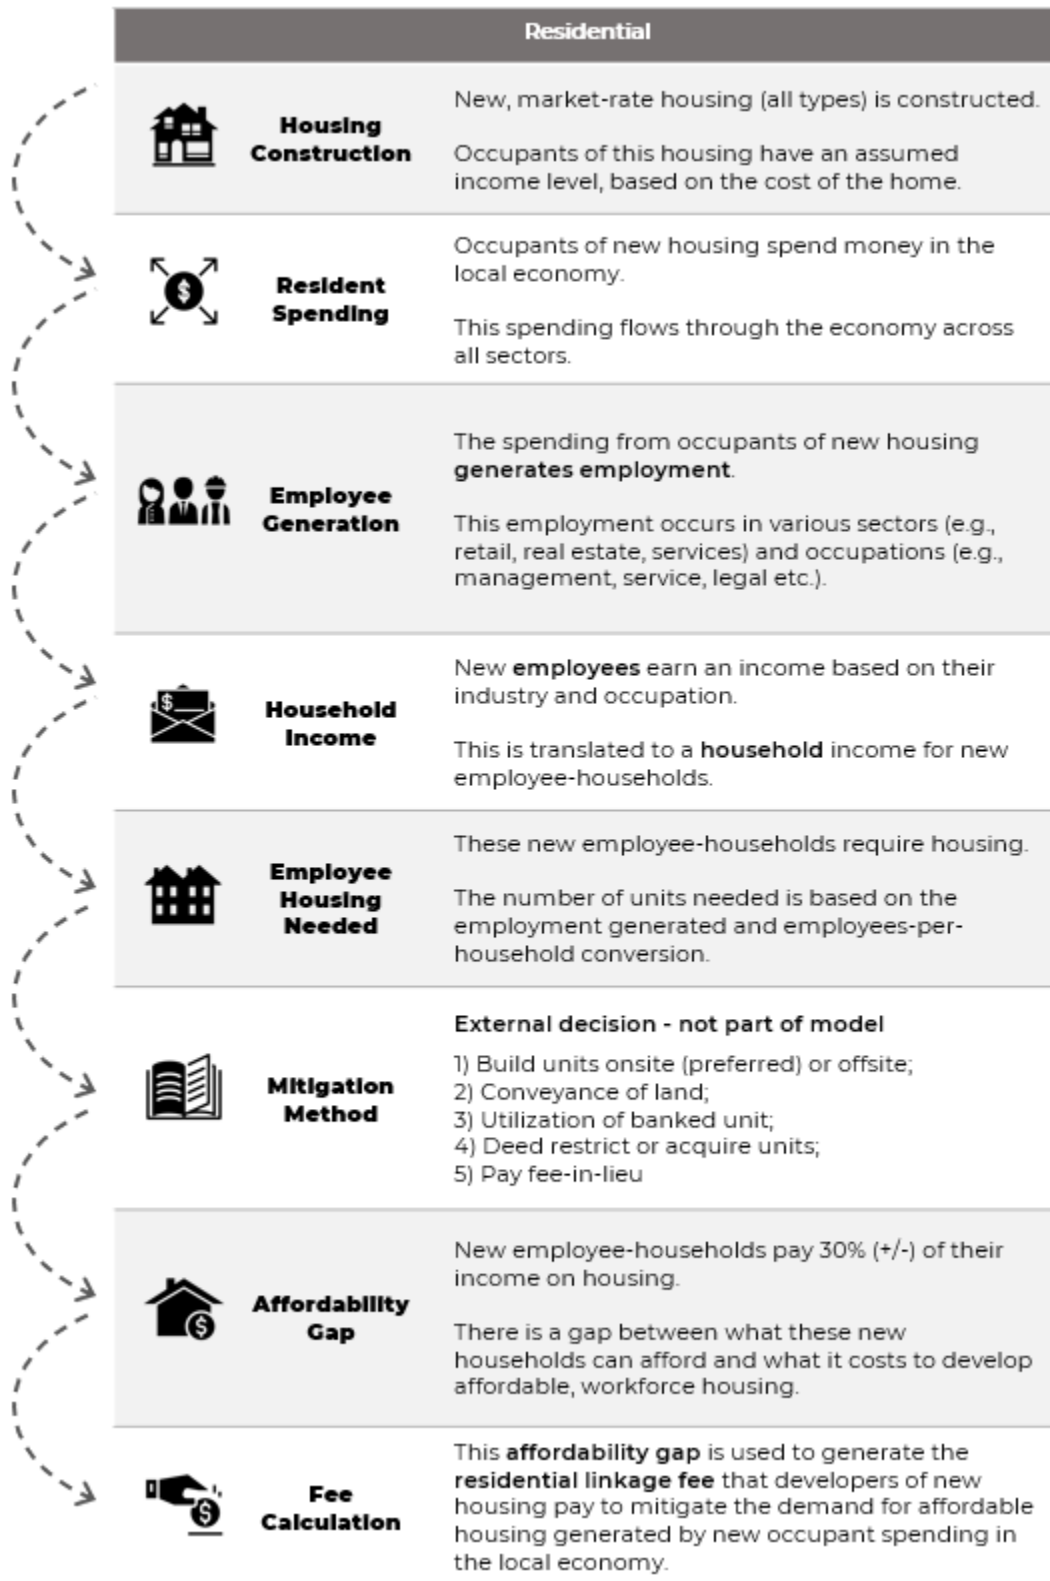 Residential
Housing
Construction
New, market-rate housing (all types) is constructed.
Occupants of this housing have an assumed
income level, based on the cost of the home.
Resident
Spending
Occupants of new housing spend money in the
local economy.
This spending flows through the economy across
all sectors.
Employee
Generation
The spending from occupants of new housing
generates employment.
This employment occurs in various sectors (e.g.,
retail, real estate, services) and occupations (e.g.,
management, service, legal etc.).
Household
Income
New employees earn an income based on their
industry and occupation.
This is translated to a household income for new
employee-households.
Employee
Housing
Needed
These new employee-households require housing.
The number of units needed is based on the
employment generated and employees-per-
household conversion.
Mitigation
Method
External decision - not part of model
1) Build units onsite (preferred) or offsite;
2) Conveyance of land;
3) Utilization of banked unit;
4) Deed restrict or acquire units;
5) Pay fee-in-lieu
Affordability
Gap
New employee-households pay 30% (+/-) of their
income on housing.
There is a gap between what these new
households can afford and what it costs to develop
affordable, workforce housing.
Fee
Calculation
This affordability gap is used to generate the
residential linkage fee that developers of new
housing pay to mitigate the demand for affordable
housing generated by new occupant spending in
the local economy.